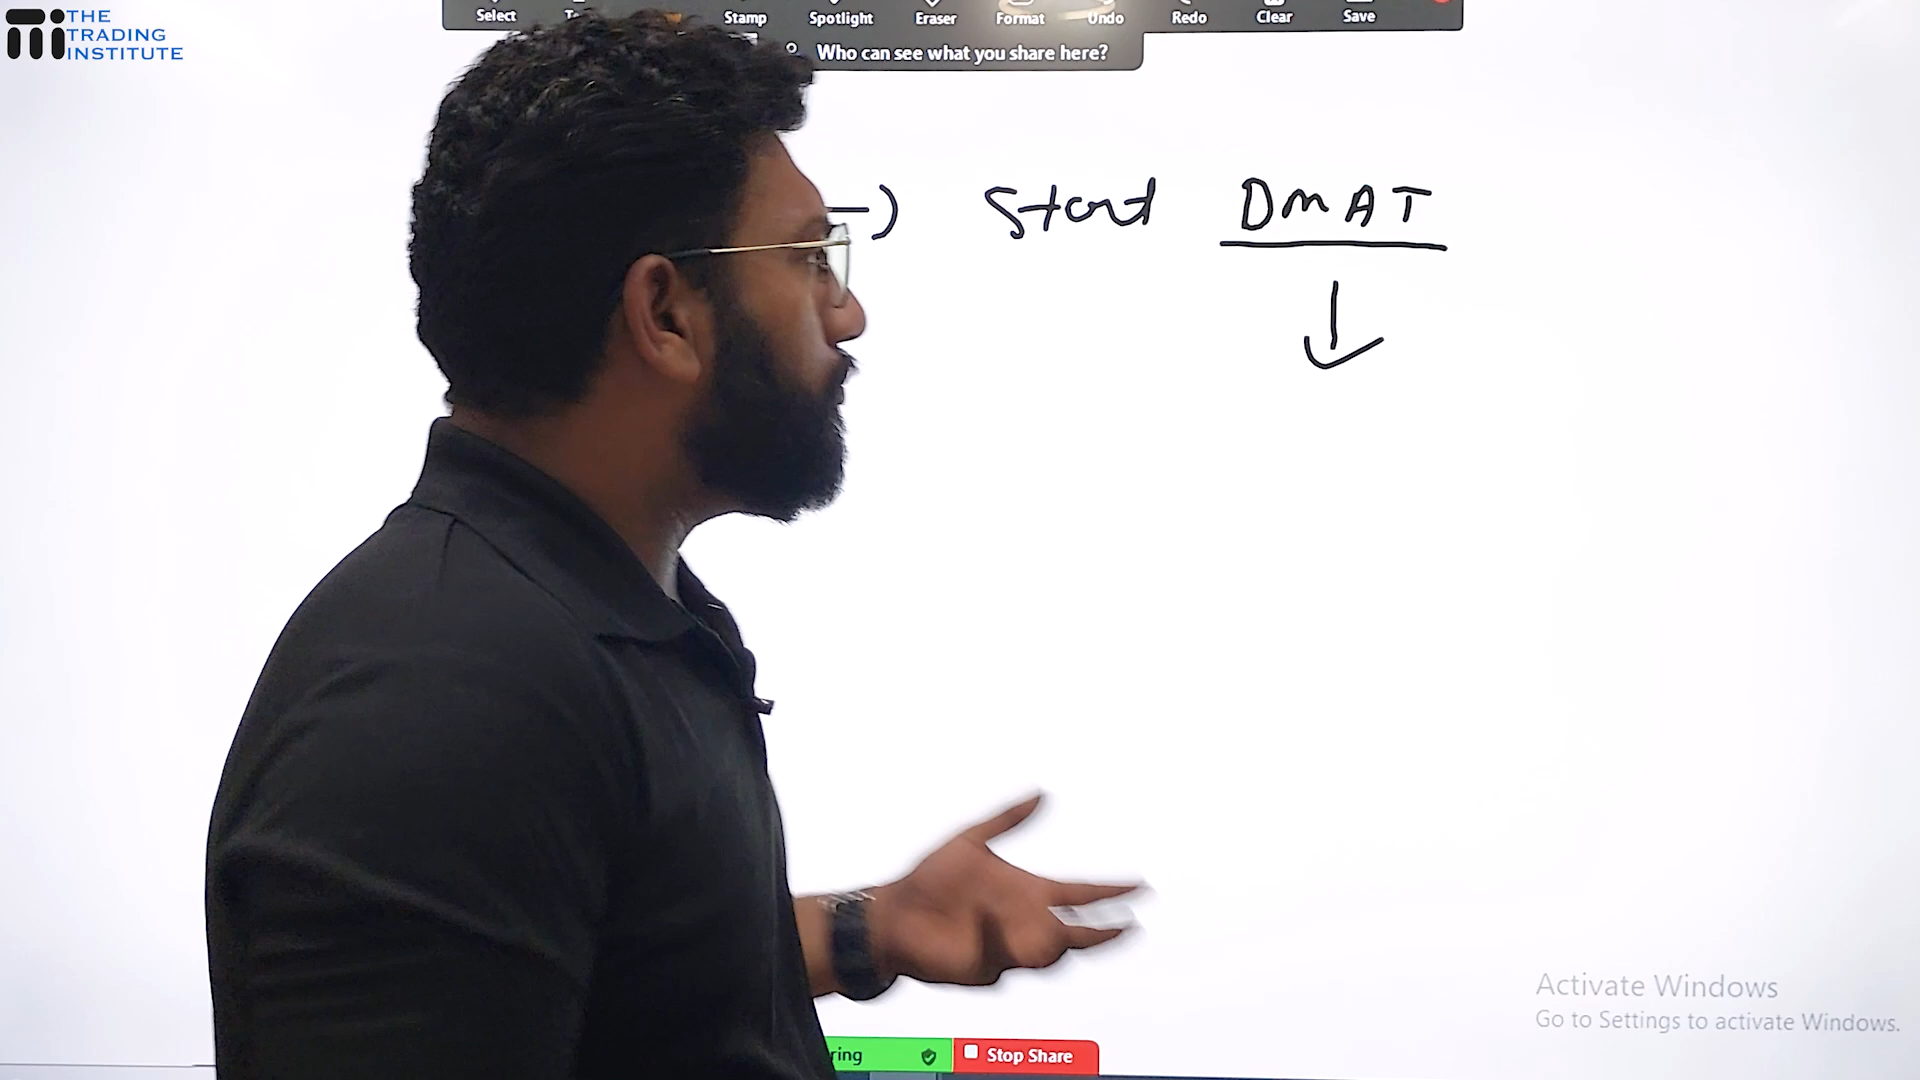 THE
TRADING
INSTITUTE
Select Stamp Spotlight Eraser Format Undo Redo Clear Save
Who can see what you share here?
Start DMAT
Activate Windows
Go to Settings to activate Windows.
ring Stop Share